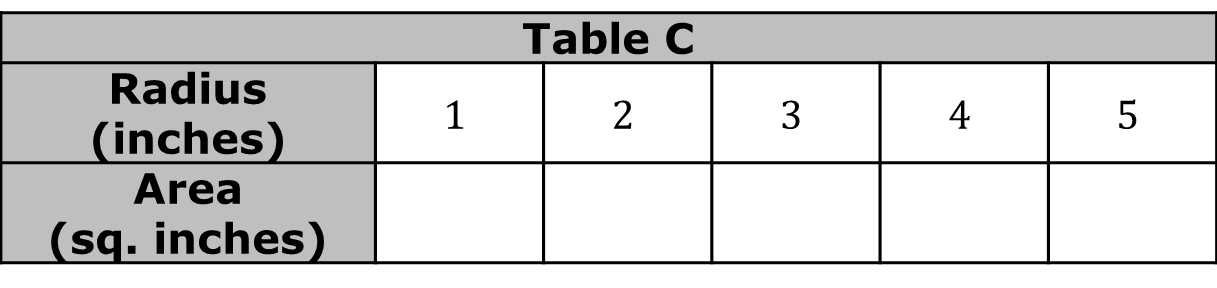 Table C
Radius
(inches) 1 2 3 4 5
Area
(sq. inches)